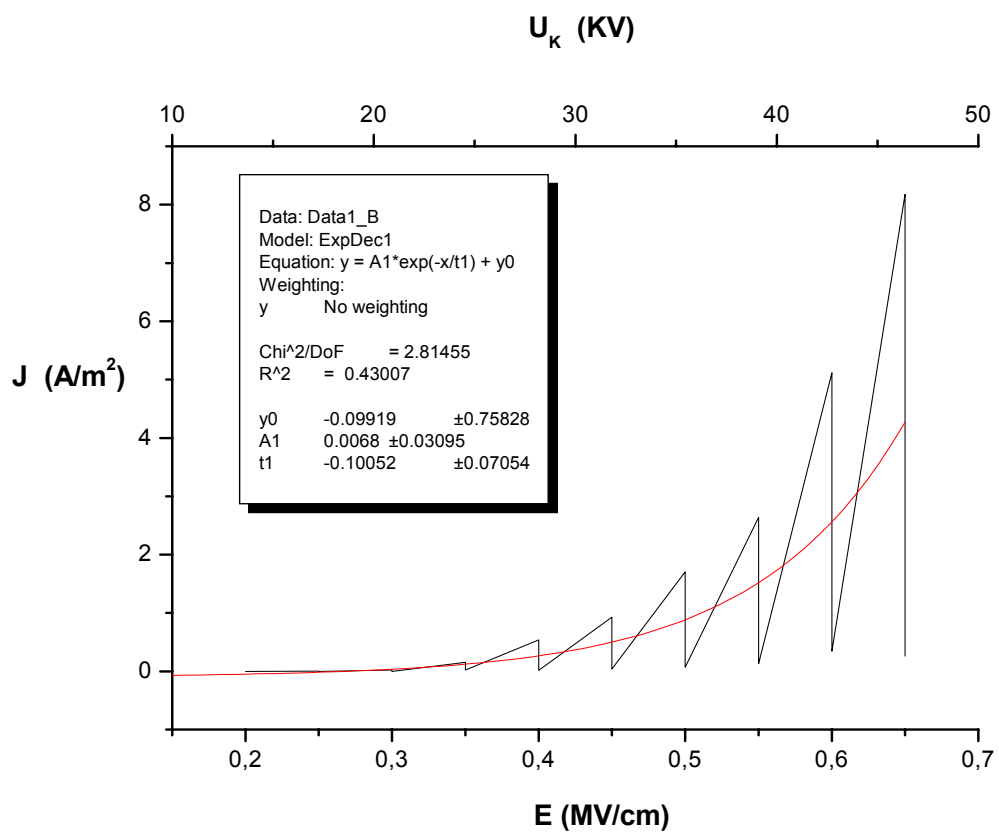 U_K (KV)
10 20 30 40 50
Data: Data1_B
Model: ExpDec1
Equation: y = A1*exp(-x/t1) + y0
Weighting:
y No weighting
Chi^2/DoF = 2.81455
R^2 = 0.43007
y0 -0.09919 ±0.75828
A1 0.0068 ±0.03095
t1 -0.10052 ±0.07054
8
6
J (A/m²)
4
2
0
0,2 0,3 0,4 0,5 0,6 0,7
E (MV/cm)